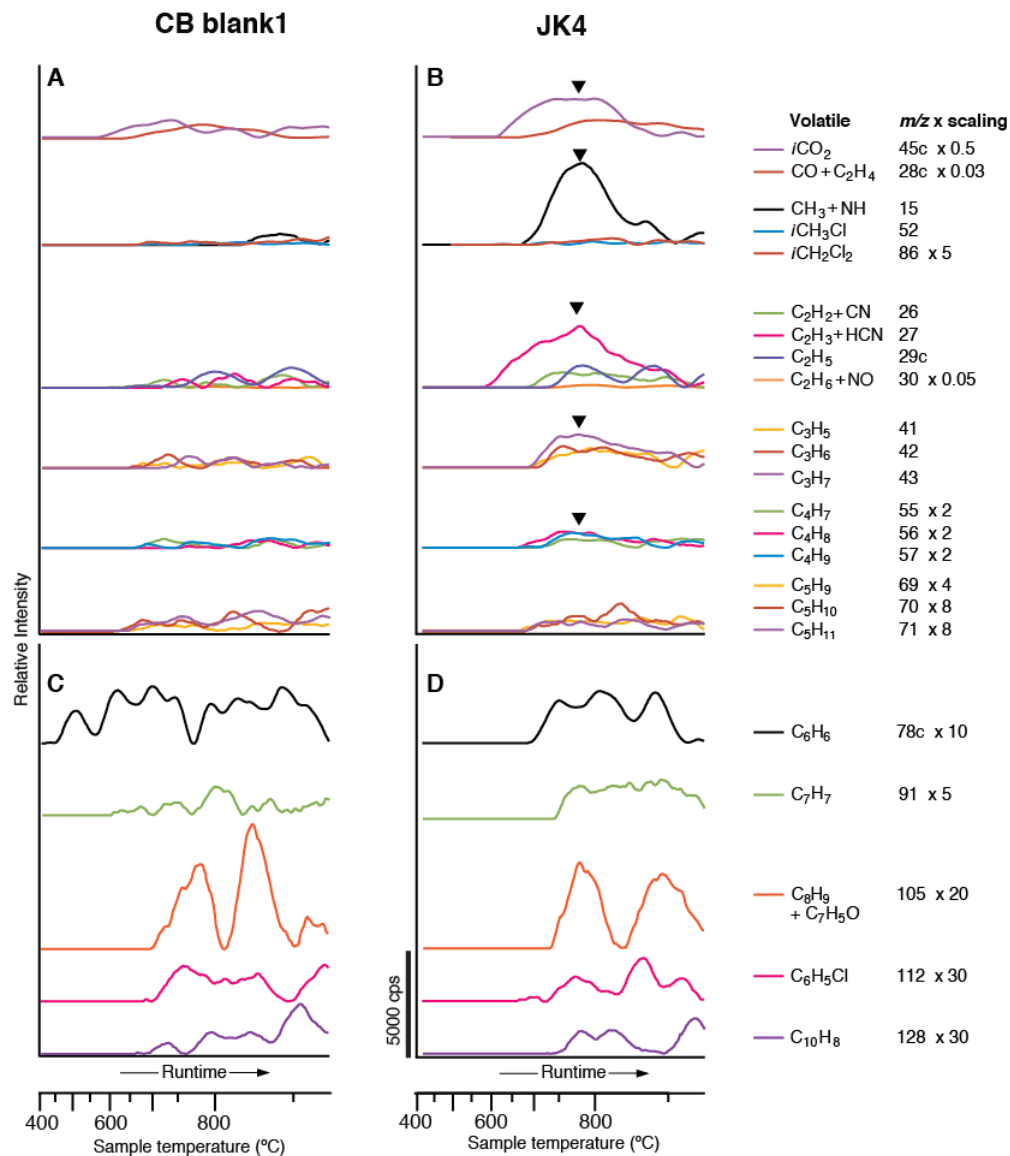 CB blank1
JK4
A
B
Volatile m/z x scaling
iCO₂ 45c x 0.5
CO + C₂H₄ 28c x 0.03
CH₃ + NH 15
iCH₃Cl 52
iCH₂Cl₂ 86 x 5
C₂H₂ + CN 26
C₂H₃ + HCN 27
C₂H₅ 29c
C₂H₆ + NO 30 x 0.05
C₃H₅ 41
C₃H₆ 42
C₃H₇ 43
C₄H₇ 55 x 2
C₄H₈ 56 x 2
C₄H₉ 57 x 2
C₅H₉ 69 x 4
C₅H₁₀ 70 x 8
C₅H₁₁ 71 x 8
Relative Intensity
C
D
C₆H₆ 78c x 10
C₇H₇ 91 x 5
C₈H₉ 105 x 20
+ C₇H₅O
C₆H₅Cl 112 x 30
C₁₀H₈ 128 x 30
5000 cps
Runtime
Runtime
400 600 800
Sample temperature (ºC)
400 600 800
Sample temperature (ºC)